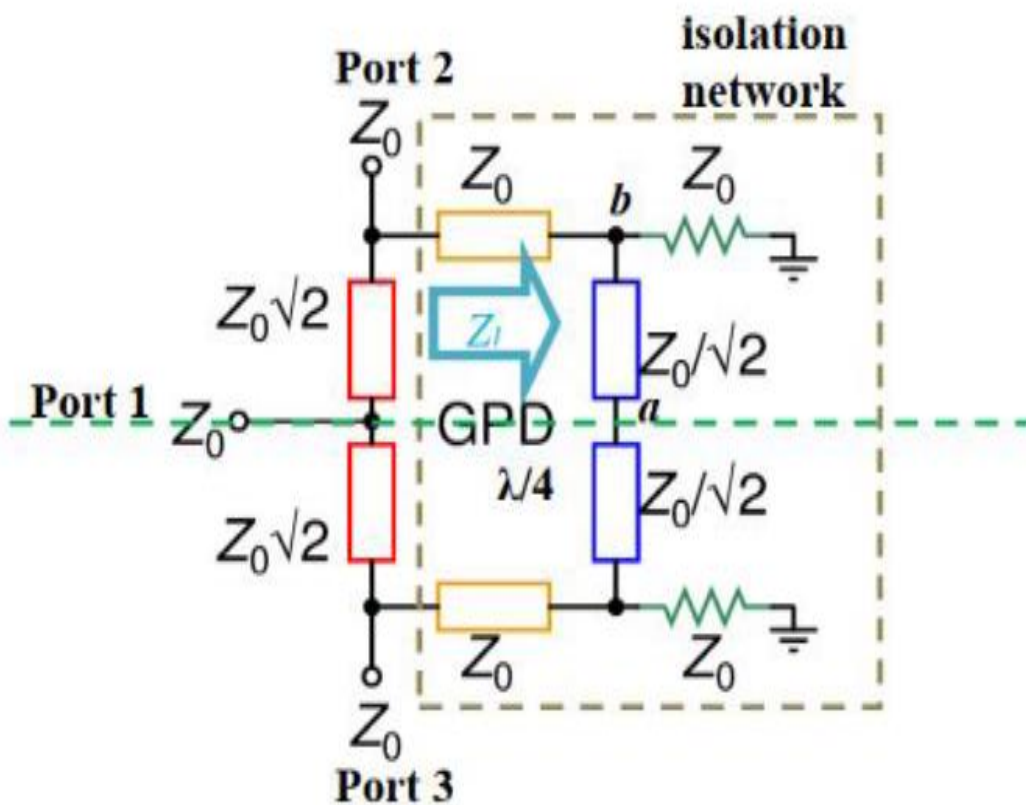 isolation
network
Port 2
Z₀
Z₀
b
Z₀
Z₀√2
Zₗ
Z₀/√2
Port 1
Z₀
GPD
a
λ/4
Z₀√2
Z₀/√2
Z₀
Z₀
Z₀
Port 3